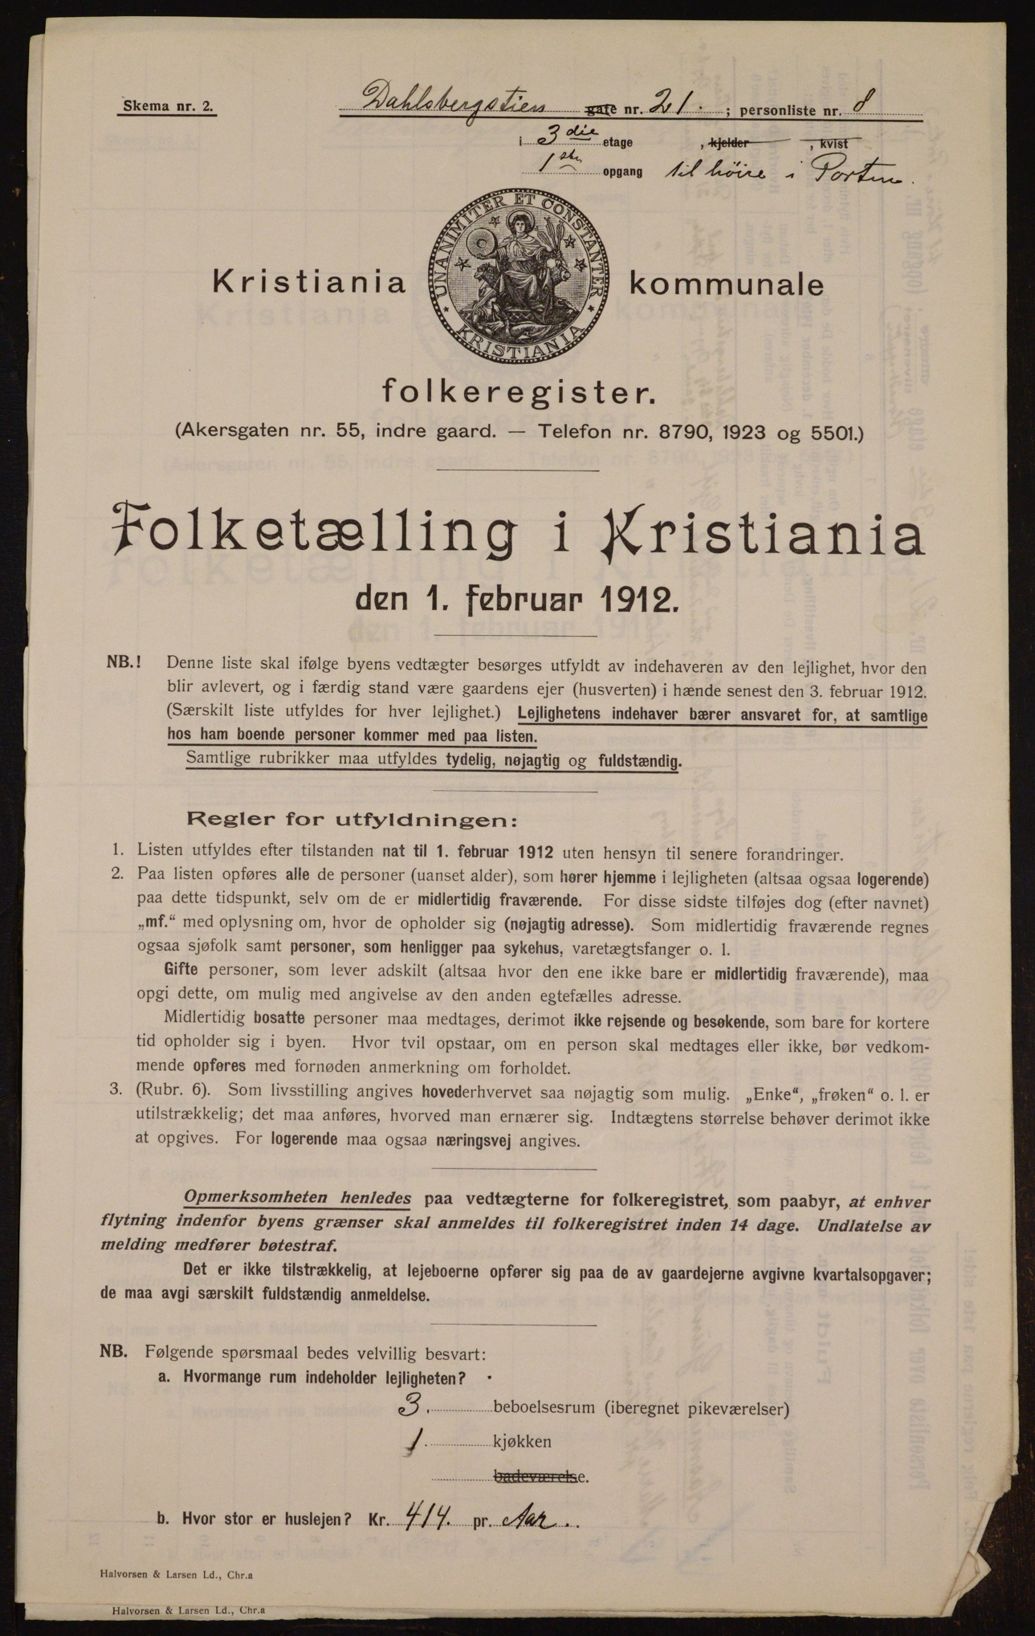 Skema nr. 2.
Dahlsbergstien gate nr. 21. ; personliste nr. 8
i 3 die etage , kjelder , kvist
1 ste opgang til høire i Porten.
UNANIMITER ET CONSTANTER
KRISTIANIA
Kristiania kommunale
folkeregister.
(Akersgaten nr. 55, indre gaard. — Telefon nr. 8790, 1923 og 5501.)
Folketælling i Kristiania
den 1. februar 1912.
NB.! Denne liste skal ifølge byens vedtægter besørges utfyldt av indehaveren av den lejlighet, hvor den
blir avlevert, og i færdig stand være gaardens ejer (husverten) i hænde senest den 3. februar 1912.
(Særskilt liste utfyldes for hver lejlighet.) Lejlighetens indehaver bærer ansvaret for, at samtlige
hos ham boende personer kommer med paa listen.
Samtlige rubrikker maa utfyldes tydelig, nøjagtig og fuldstændig.
Regler for utfyldningen:
1. Listen utfyldes efter tilstanden nat til 1. februar 1912 uten hensyn til senere forandringer.
2. Paa listen opføres alle de personer (uanset alder), som hører hjemme i lejligheten (altsaa ogsaa logerende)
paa dette tidspunkt, selv om de er midlertidig fraværende. For disse sidste tilføjes dog (efter navnet)
„mf.“ med oplysning om, hvor de opholder sig (nøjagtig adresse). Som midlertidig fraværende regnes
ogsaa sjøfolk samt personer, som henligger paa sykehus, varetægtsfanger o. l.
Gifte personer, som lever adskilt (altsaa hvor den ene ikke bare er midlertidig fraværende), maa
opgi dette, om mulig med angivelse av den anden egtefælles adresse.
Midlertidig bosatte personer maa medtages, derimot ikke rejsende og besøkende, som bare for kortere
tid opholder sig i byen. Hvor tvil opstaar, om en person skal medtages eller ikke, bør vedkom-
mende opføres med fornøden anmerkning om forholdet.
3. (Rubr. 6). Som livsstilling angives hovederhvervet saa nøjagtig som mulig. „Enke“, „frøken“ o. l. er
utilstrækkelig; det maa anføres, hvorved man ernærer sig. Indtægtens størrelse behøver derimot ikke
at opgives. For logerende maa ogsaa næringsvej angives.
Opmerksomheten henledes paa vedtægterne for folkeregistret, som paabyr, at enhver
flytning indenfor byens grænser skal anmeldes til folkeregistret inden 14 dage. Undlatelse av
melding medfører bøtestraf.
Det er ikke tilstrækkelig, at lejeboerne opfører sig paa de av gaardejerne avgivne kvartalsopgaver;
de maa avgi særskilt fuldstændig anmeldelse.
NB. Følgende spørsmaal bedes velvillig besvart:
a. Hvormange rum indeholder lejligheten?
3. beboelsesrum (iberegnet pikeværelser)
1 kjøkken
badeværelse.
b. Hvor stor er huslejen? Kr. 414. pr. Aar.
Halvorsen & Larsen Ld., Chr.a
Halvorsen & Larsen Ld., Chr.a